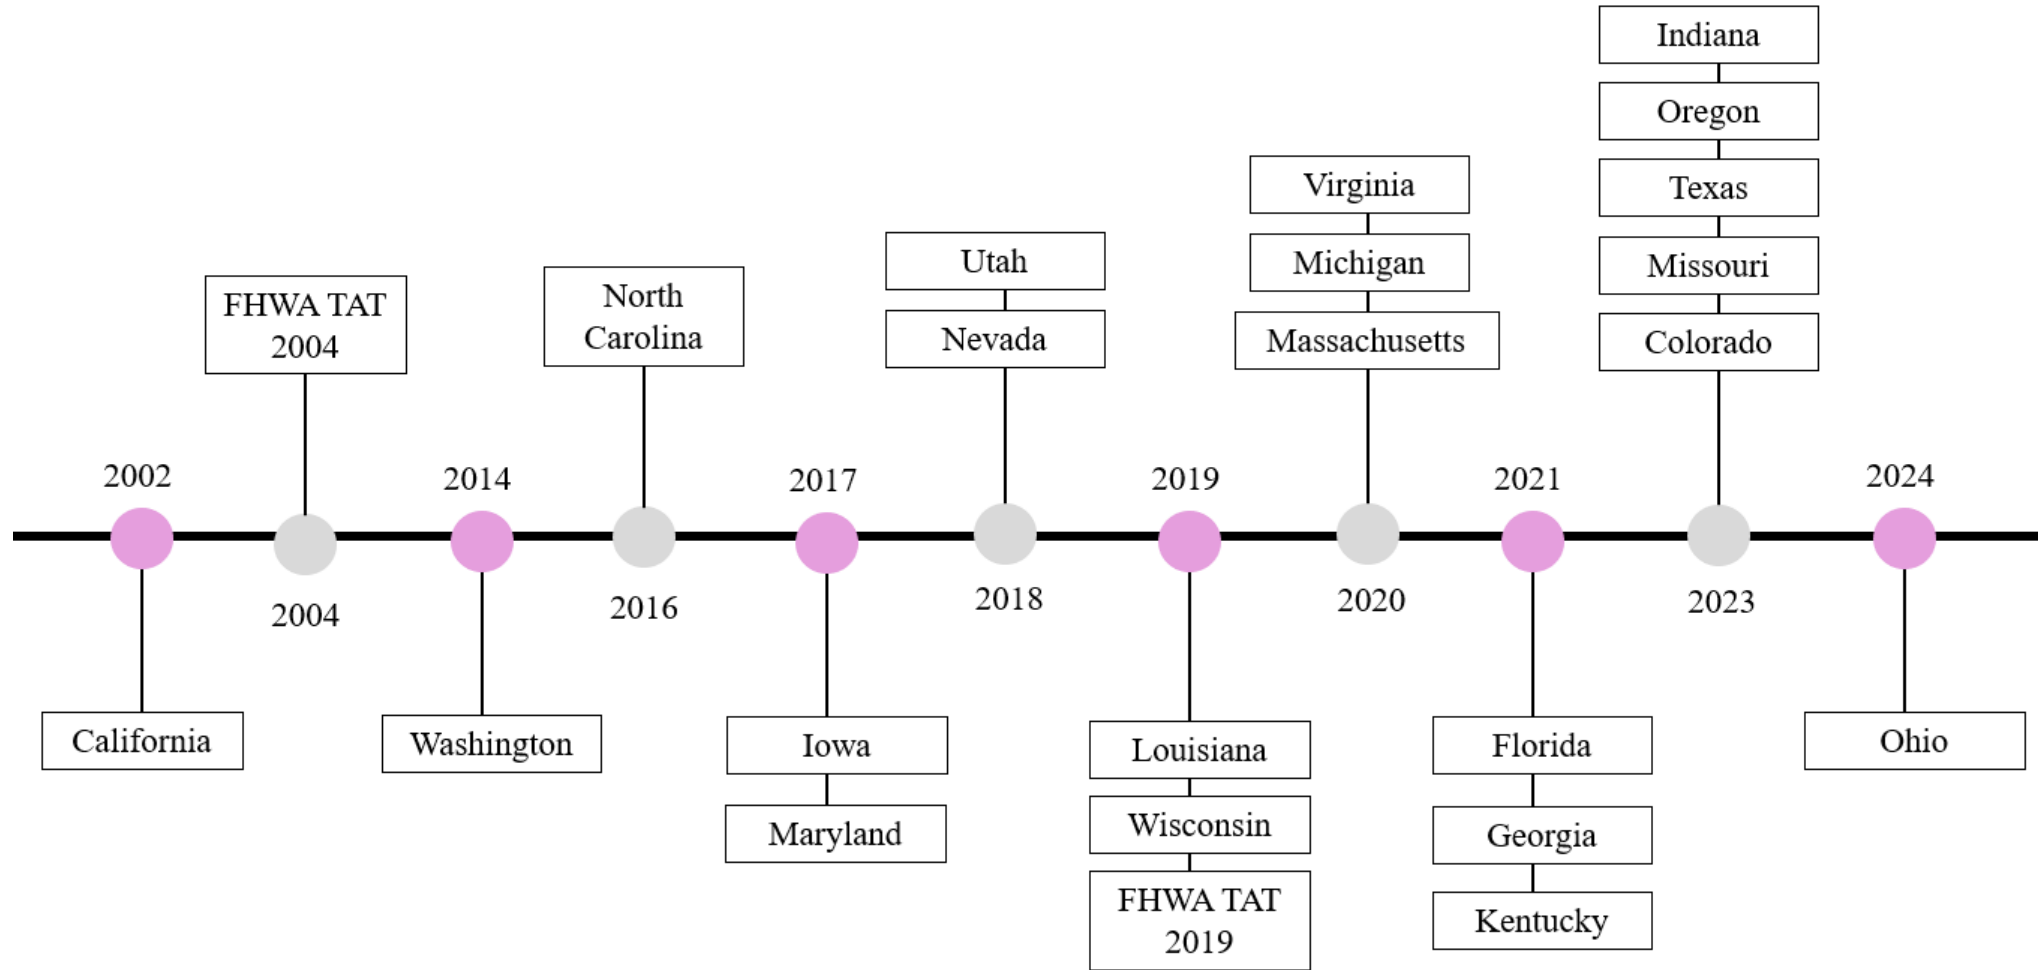 Indiana
Oregon
Texas
Missouri
Colorado
Virginia
Michigan
Massachusetts
Utah
Nevada
North
Carolina
FHWA TAT
2004
2002
2014
2017
2019
2021
2024
2004
2016
2018
2020
2023
California
Washington
Iowa
Maryland
Louisiana
Wisconsin
FHWA TAT
2019
Florida
Georgia
Kentucky
Ohio